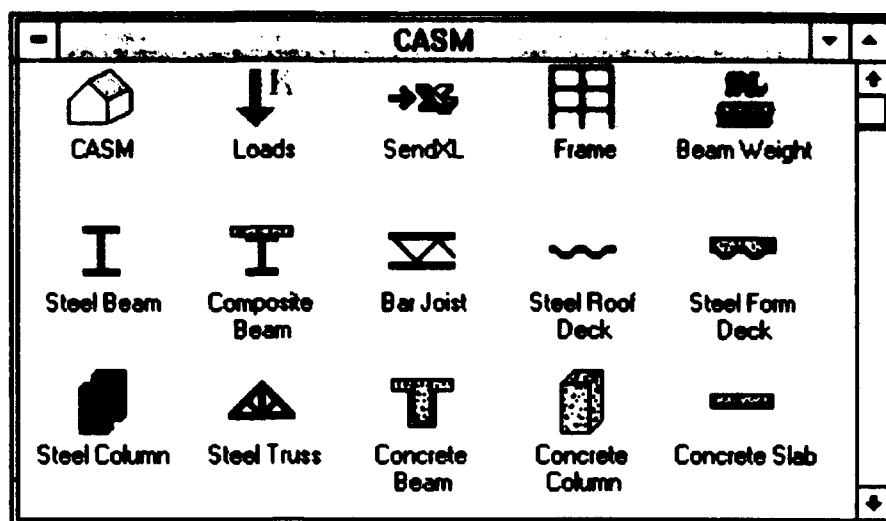 CASM
K
CASM
Loads
SendXL
Frame
Beam Weight
Steel Beam
Composite
Beam
Bar Joist
Steel Roof
Deck
Steel Form
Deck
Steel Column
Steel Truss
Concrete
Beam
Concrete
Column
Concrete Slab